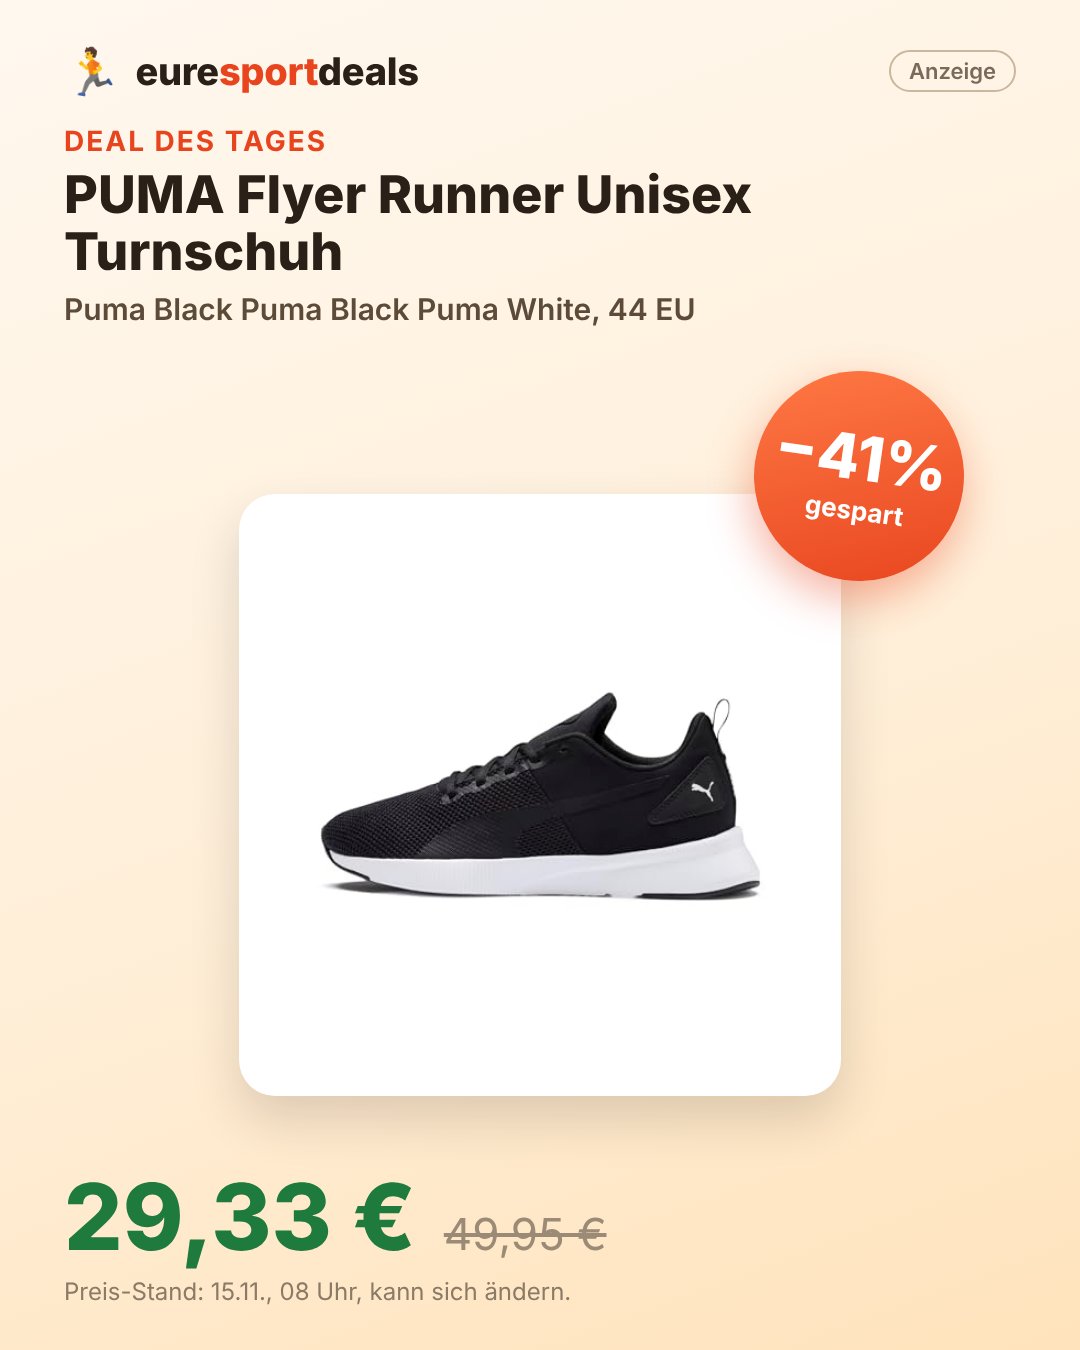 euresportdeals
Anzeige
DEAL DES TAGES
PUMA Flyer Runner Unisex
Turnschuh
Puma Black Puma Black Puma White, 44 EU
−41%
gespart
29,33 € 49,95 €
Preis-Stand: 15.11., 08 Uhr, kann sich ändern.